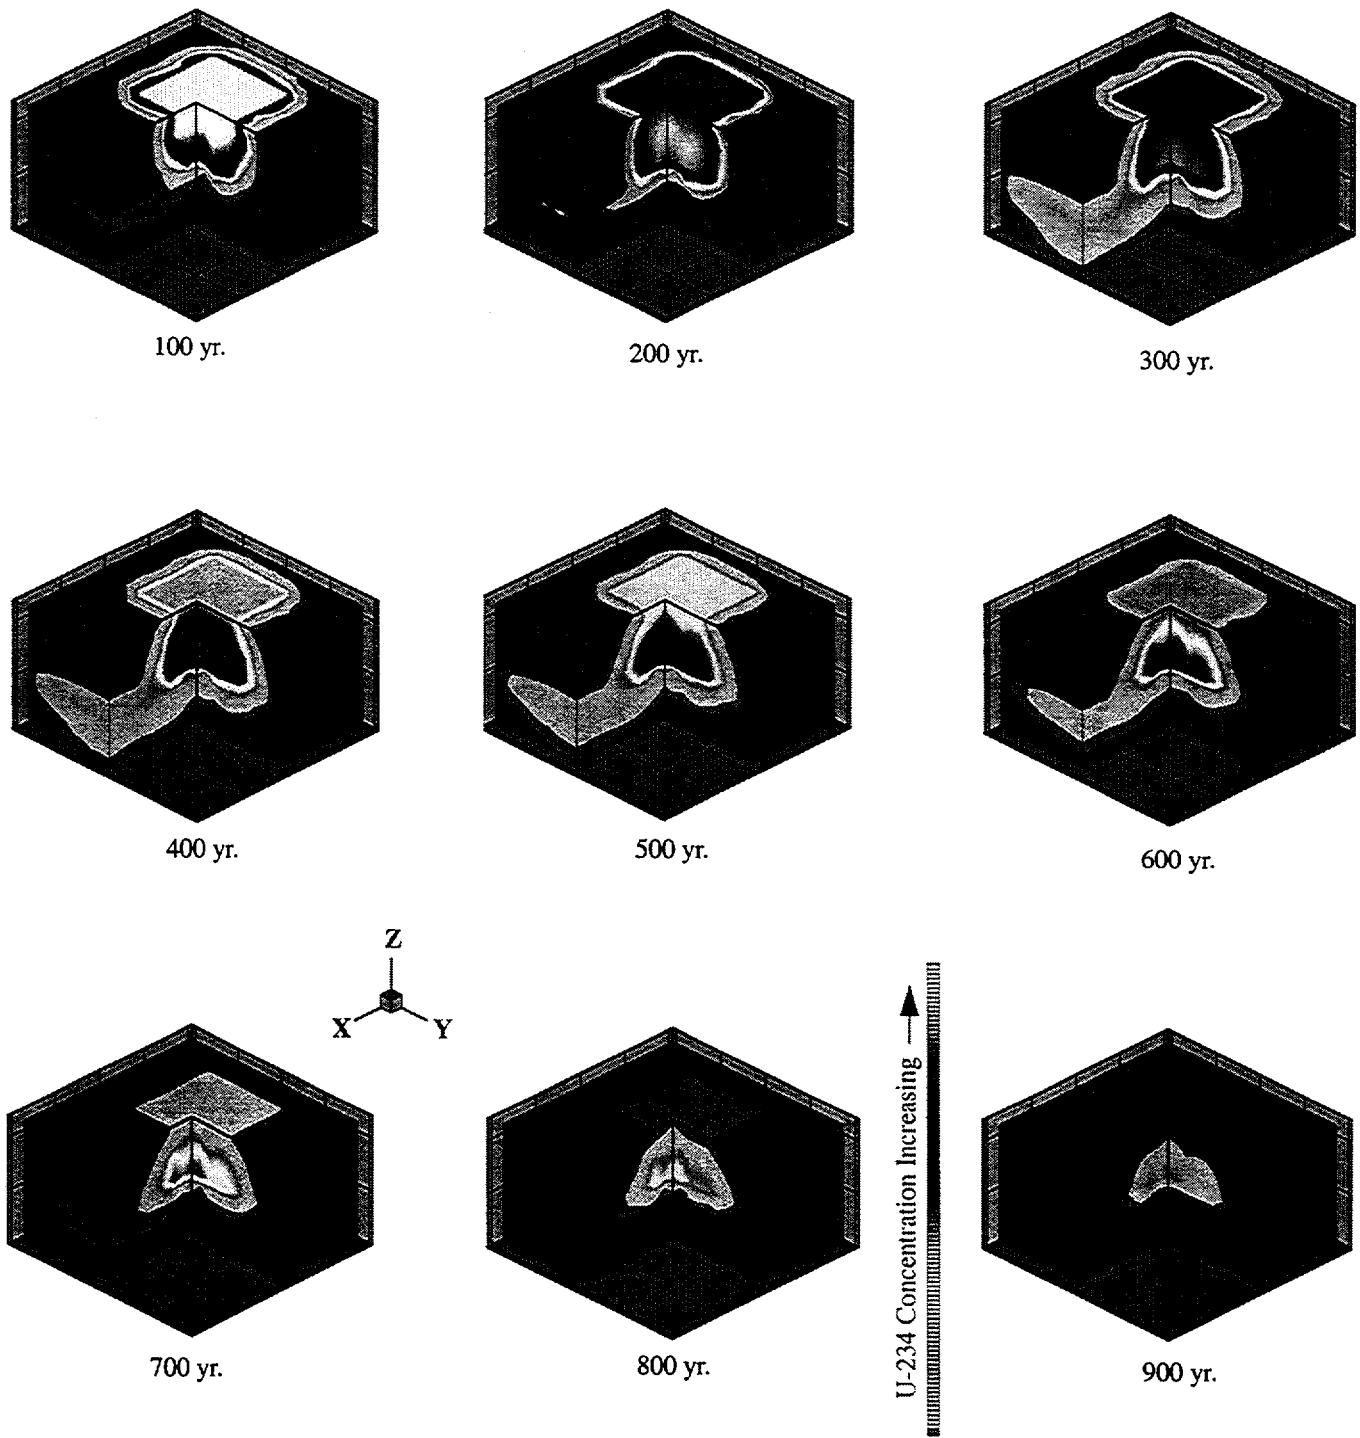 100 yr.
200 yr.
300 yr.
400 yr.
500 yr.
600 yr.
Z
X
Y
U-234 Concentration Increasing
700 yr.
800 yr.
900 yr.